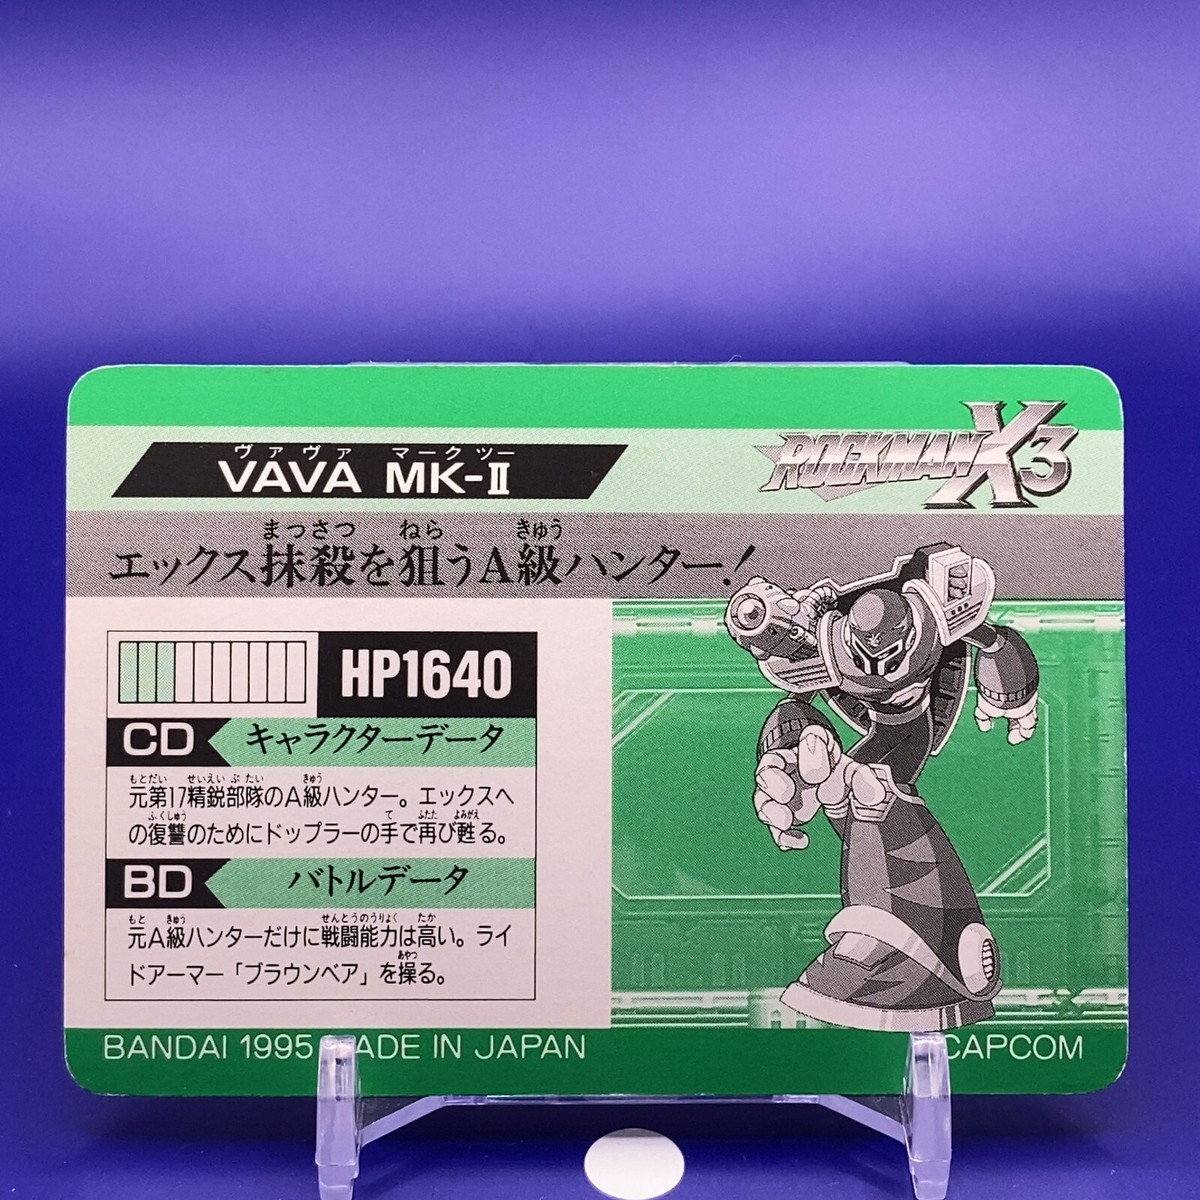 ヴァヴァ マークツー
VAVA MK-II
ROCKMAN X3
まっさつ ねら きゅう
エックス抹殺を狙うA級ハンター!
HP1640
CD キャラクターデータ
もとだい せいえいぶたい きゅう
元第17精鋭部隊のA級ハンター。エックスへ
ふくしゅう て ふたた よみがえ
の復讐のためにドップラーの手で再び甦る。
BD バトルデータ
もと きゅう せんとうのうりょく たか
元A級ハンターだけに戦闘能力は高い。ライ
あやつ
ドアーマー「ブラウンベア」を操る。
BANDAI 1995 MADE IN JAPAN
CAPCOM